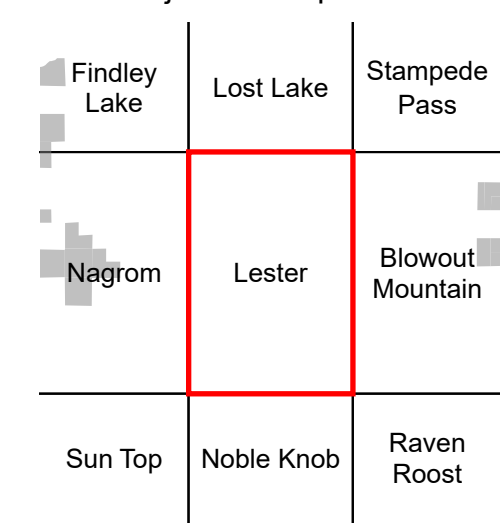 Findley
Lake
Lost Lake
Stampede
Pass
Nagrom
Lester
Blowout
Mountain
Sun Top
Noble Knob
Raven
Roost